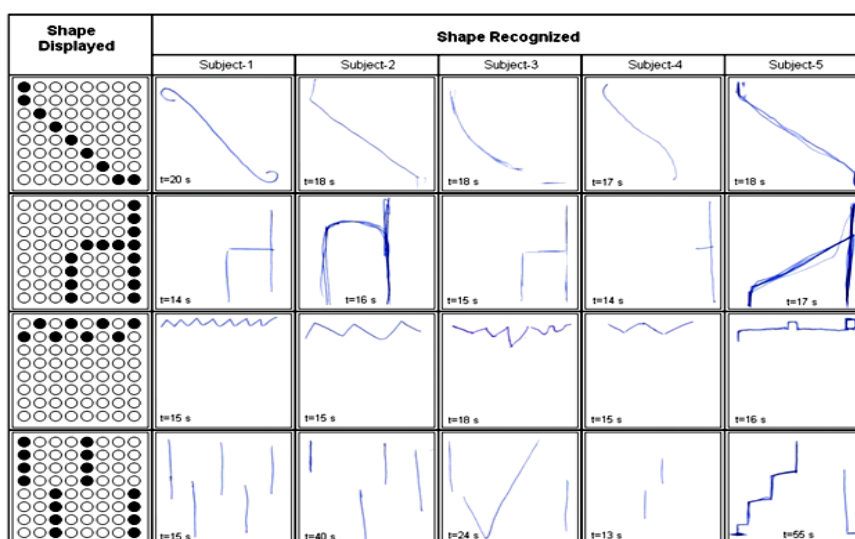 Shape
Displayed
Shape Recognized
Subject-1
Subject-2
Subject-3
Subject-4
Subject-5
t=20 s
t=18 s
t=18 s
t=17 s
t=18 s
t=14 s
t=16 s
t=15 s
t=14 s
t=17 s
t=15 s
t=15 s
t=18 s
t=15 s
t=16 s
t=15 s
t=40 s
t=24 s
t=13 s
t=55 s